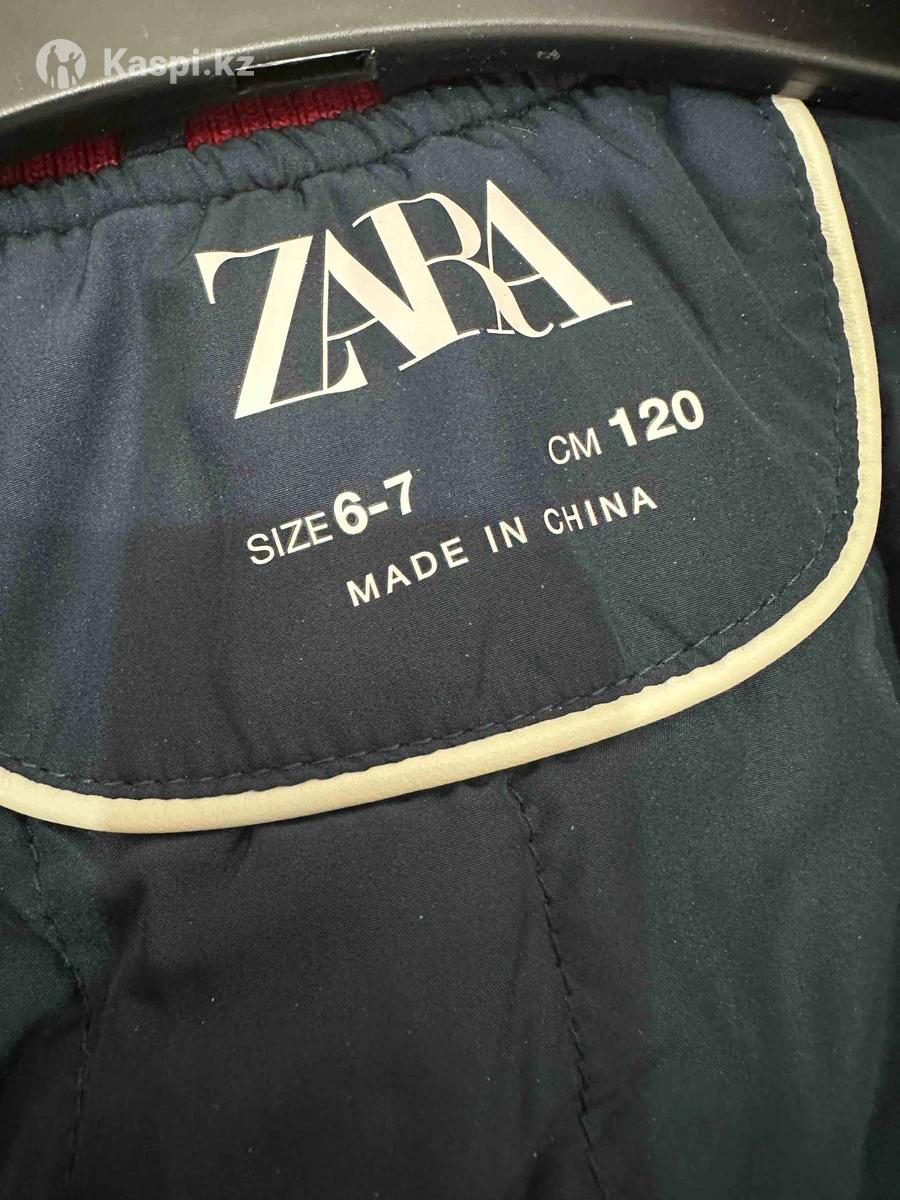 Kaspi.kz
ZARA
SIZE 6-7 CM 120
MADE IN CHINA